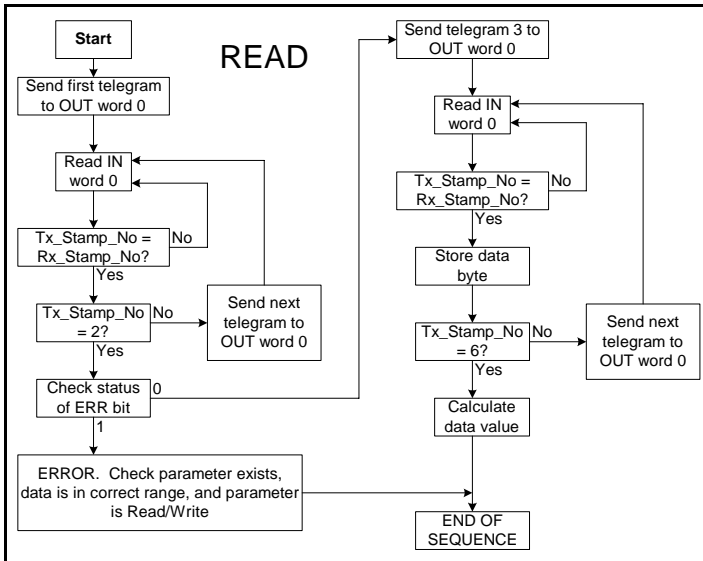 Start
READ
Send first telegram
to OUT word 0
Read IN
word 0
Tx_Stamp_No =
Rx_Stamp_No?
No
Yes
Tx_Stamp_No
= 2?
No
Yes
Send next
telegram to
OUT word 0
Check status
of ERR bit
0
1
ERROR.  Check parameter exists,
data is in correct range, and parameter
is Read/Write
Send telegram 3 to
OUT word 0
Read IN
word 0
Tx_Stamp_No =
Rx_Stamp_No?
No
Yes
Store data
byte
Tx_Stamp_No
= 6?
No
Yes
Send next
telegram to
OUT word 0
Calculate
data value
END OF
SEQUENCE